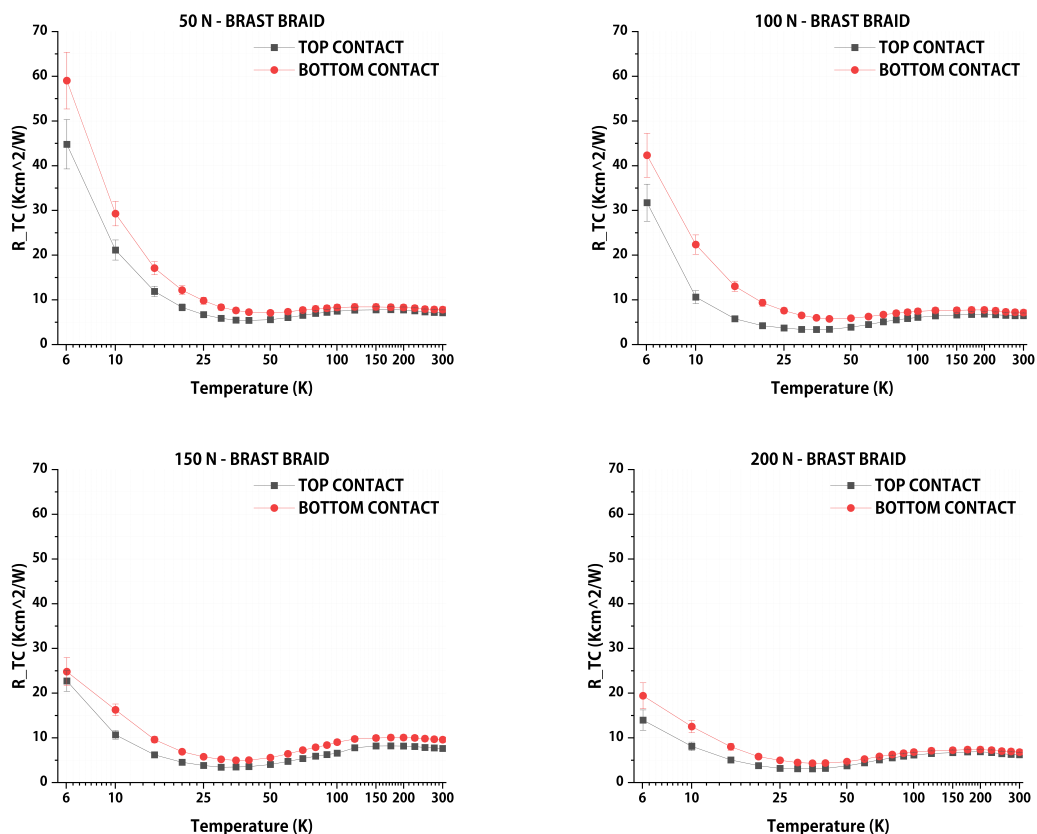 50 N - BRAST BRAID
TOP CONTACT
BOTTOM CONTACT
R_TC (Kcm^2/W)
70
60
50
40
30
20
10
0
6 10 25 50 100 150 200 300
Temperature (K)
100 N - BRAST BRAID
TOP CONTACT
BOTTOM CONTACT
R_TC (Kcm^2/W)
70
60
50
40
30
20
10
0
6 10 25 50 100 150 200 300
Temperature (K)
150 N - BRAST BRAID
TOP CONTACT
BOTTOM CONTACT
R_TC (Kcm^2/W)
70
60
50
40
30
20
10
0
6 10 25 50 100 150 200 300
Temperature (K)
200 N - BRAST BRAID
TOP CONTACT
BOTTOM CONTACT
R_TC (Kcm^2/W)
70
60
50
40
30
20
10
0
6 10 25 50 100 150 200 300
Temperature (K)